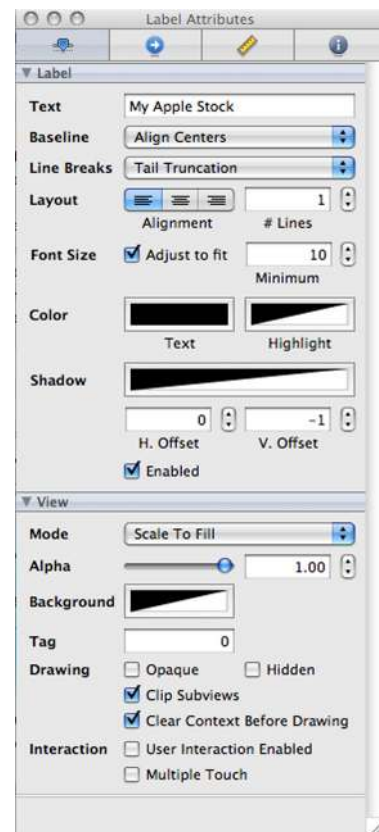 Label Attributes
Label
Text My Apple Stock
Baseline Align Centers
Line Breaks Tail Truncation
Layout 1
Alignment # Lines
Font Size Adjust to fit 10
Minimum
Color
Text Highlight
Shadow
0 -1
H. Offset V. Offset
Enabled
View
Mode Scale To Fill
Alpha 1.00
Background
Tag 0
Drawing Opaque Hidden
Clip Subviews
Clear Context Before Drawing
Interaction User Interaction Enabled
Multiple Touch